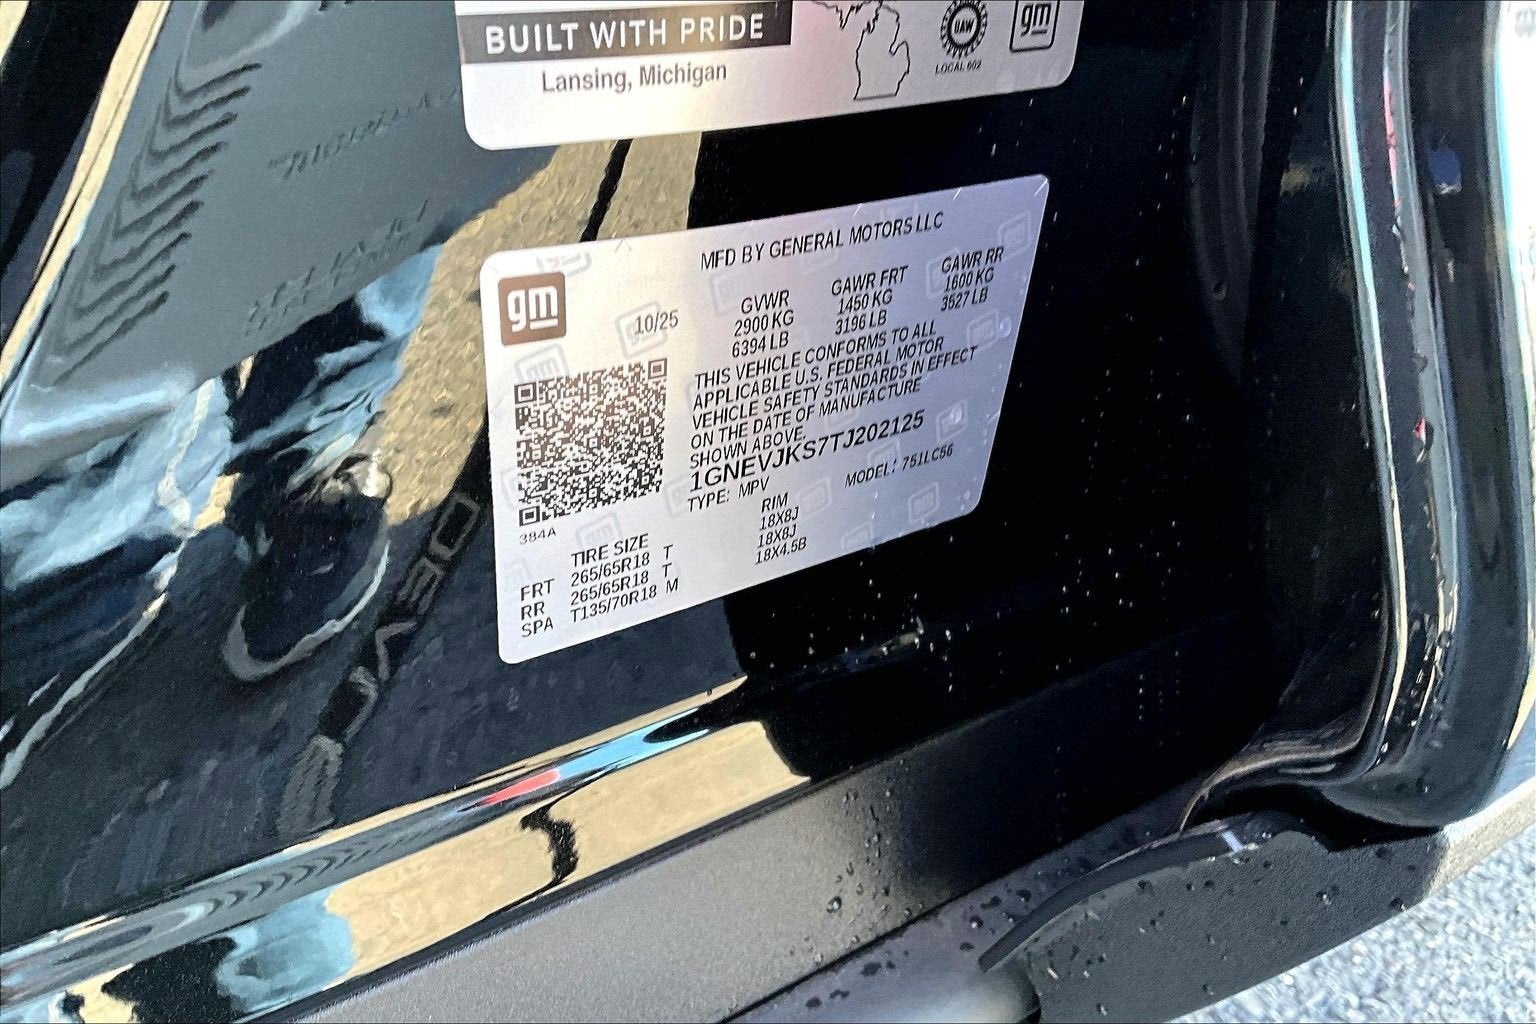 BUILT WITH PRIDE
Lansing, Michigan
UAW
LOCAL 602
gm
MFD BY GENERAL MOTORS LLC
gm
10/25
GVWR
2900 KG
6394 LB
GAWR FRT
1450 KG
3196 LB
GAWR RR
1600 KG
3527 LB
THIS VEHICLE CONFORMS TO ALL
APPLICABLE U.S. FEDERAL MOTOR
VEHICLE SAFETY STANDARDS IN EFFECT
ON THE DATE OF MANUFACTURE
SHOWN ABOVE.
1GNEVJKS7TJ202125
TYPE: MPV
MODEL: 751LC56
384A
TIRE SIZE
RIM
FRT 265/65R18 T 18X8J
RR 265/65R18 T 18X8J
SPA T135/70R18 M 18X4.5B